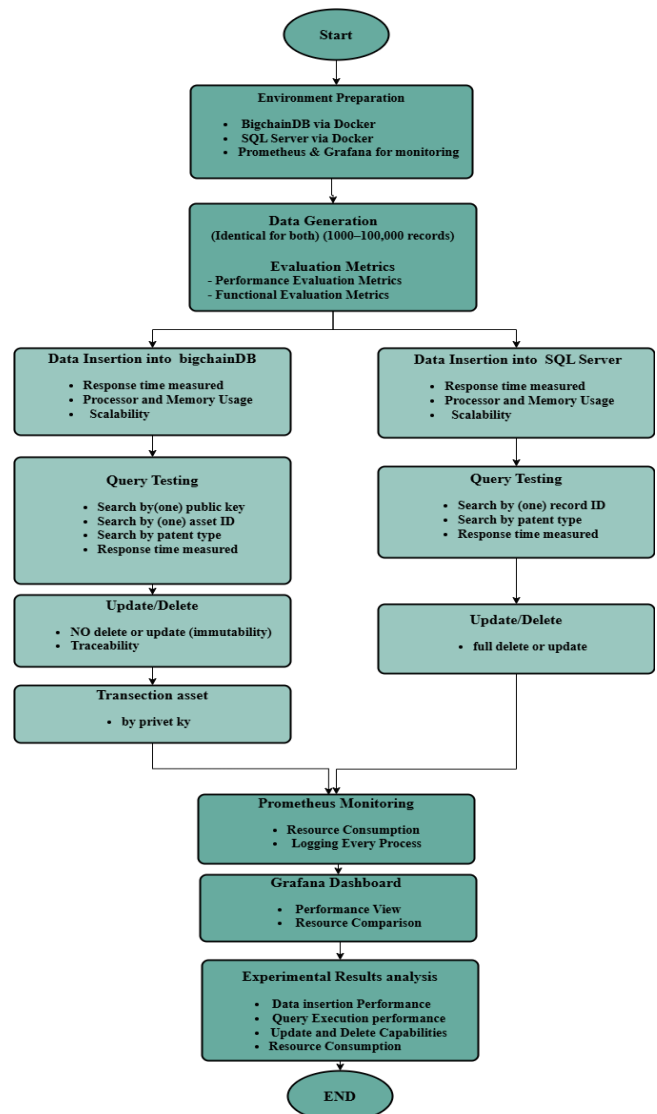 Start
Environment Preparation
• BigchainDB via Docker
• SQL Server via Docker
• Prometheus & Grafana for monitoring
Data Generation
(Identical for both) (1000–100,000 records)
Evaluation Metrics
- Performance Evaluation Metrics
- Functional Evaluation Metrics
Data Insertion into bigchainDB
• Response time measured
• Processor and Memory Usage
• Scalability
Query Testing
• Search by(one) public key
• Search by (one) asset ID
• Search by patent type
• Response time measured
Update/Delete
• NO delete or update (immutability)
• Traceability
Transection asset
• by privet ky
Data Insertion into SQL Server
• Response time measured
• Processor and Memory Usage
• Scalability
Query Testing
• Search by (one) record ID
• Search by patent type
• Response time measured
Update/Delete
• full delete or update
Prometheus Monitoring
• Resource Consumption
• Logging Every Process
Grafana Dashboard
• Performance View
• Resource Comparison
Experimental Results analysis
• Data insertion Performance
• Query Execution performance
• Update and Delete Capabilities
• Resource Consumption
END